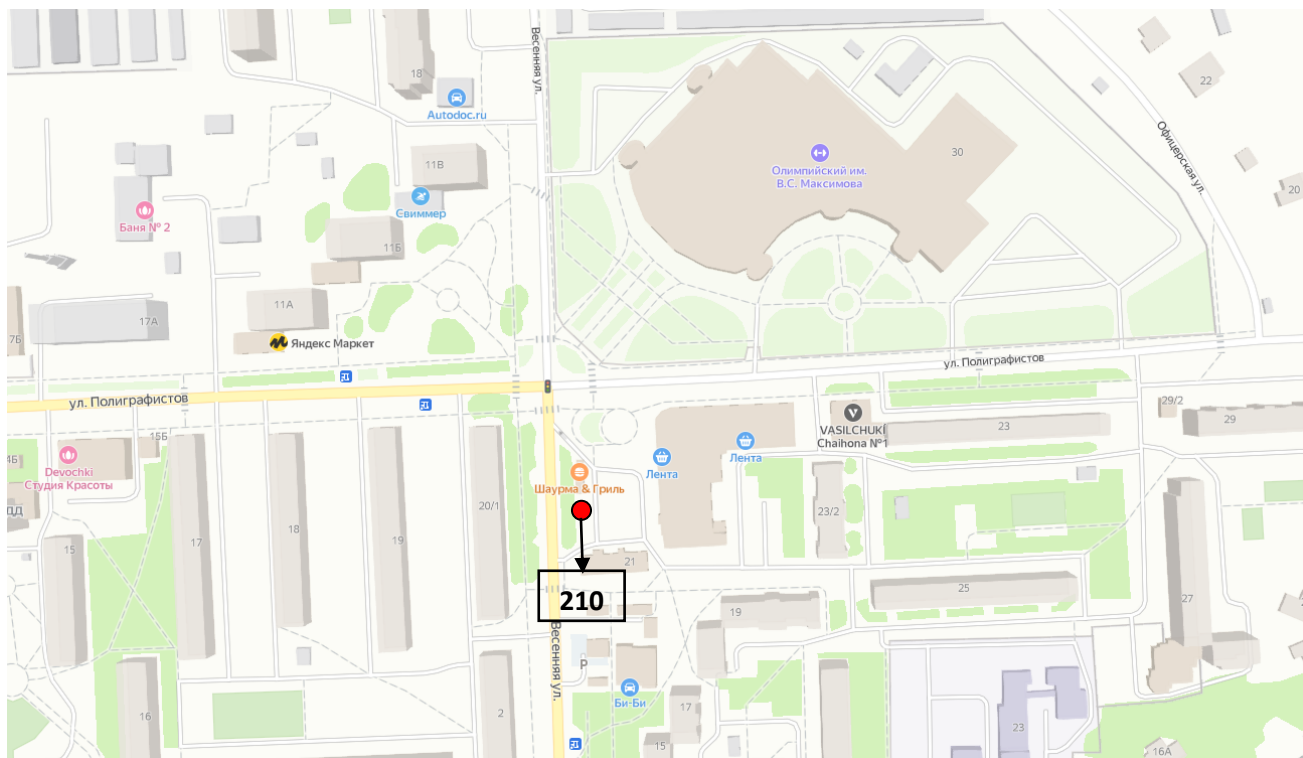 Весенняя ул.
18
Autodoc.ru
22
Офицерская ул.
30
Олимпийский им.
В.С. Максимова
11В
20
Свиммер
Баня № 2
11Б
11А
17А
7Б
Яндекс Маркет
ул. Полиграфистов
ул. Полиграфистов
29/2
29
VASILCHUKI
Chaihona №1
23
15Б
Лента
Лента
4Б
Devochki
Студия Красоты
Шаурма & Гриль
20/1
23/2
18
17
19
15
21
25
210
19
27
Весенняя ул.
P
Би-Би
17
2
16
23
15
16А